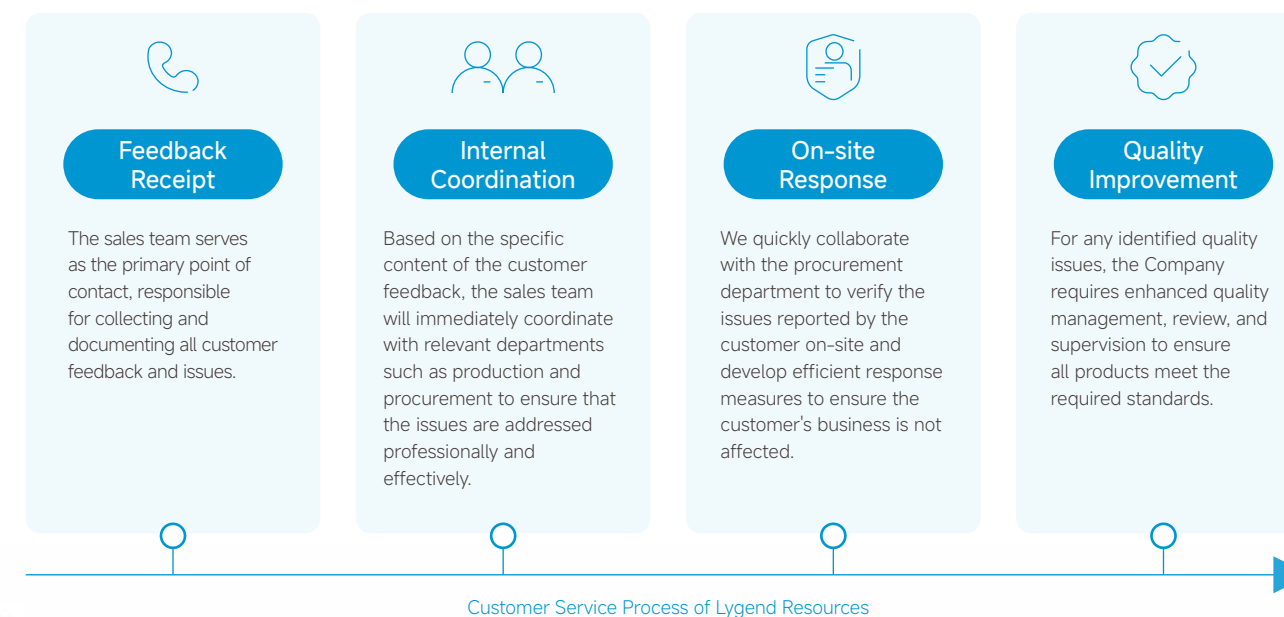 Feedback
Receipt
The sales team serves
as the primary point of
contact, responsible
for collecting and
documenting all customer
feedback and issues.
Internal
Coordination
Based on the specific
content of the customer
feedback, the sales team
will immediately coordinate
with relevant departments
such as production and
procurement to ensure that
the issues are addressed
professionally and
effectively.
On-site
Response
We quickly collaborate
with the procurement
department to verify the
issues reported by the
customer on-site and
develop efficient response
measures to ensure the
customer's business is not
affected.
Quality
Improvement
For any identified quality
issues, the Company
requires enhanced quality
management, review, and
supervision to ensure
all products meet the
required standards.
Customer Service Process of Lygend Resources